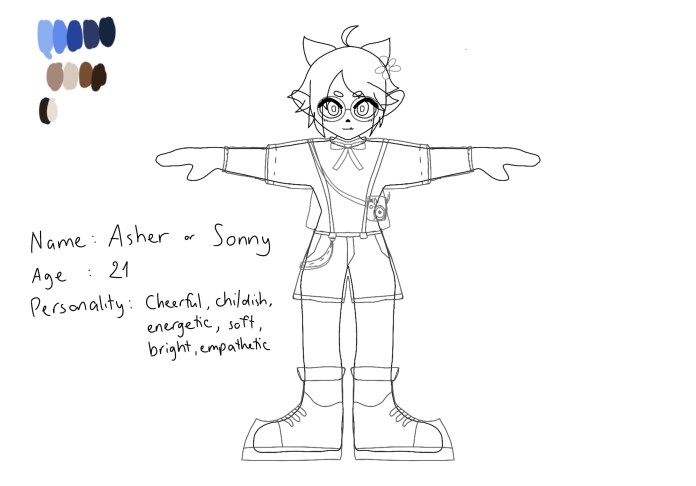 Name: Asher or Sonny
Age : 21
Personality: Cheerful, childish,
energetic, soft,
bright, empathetic